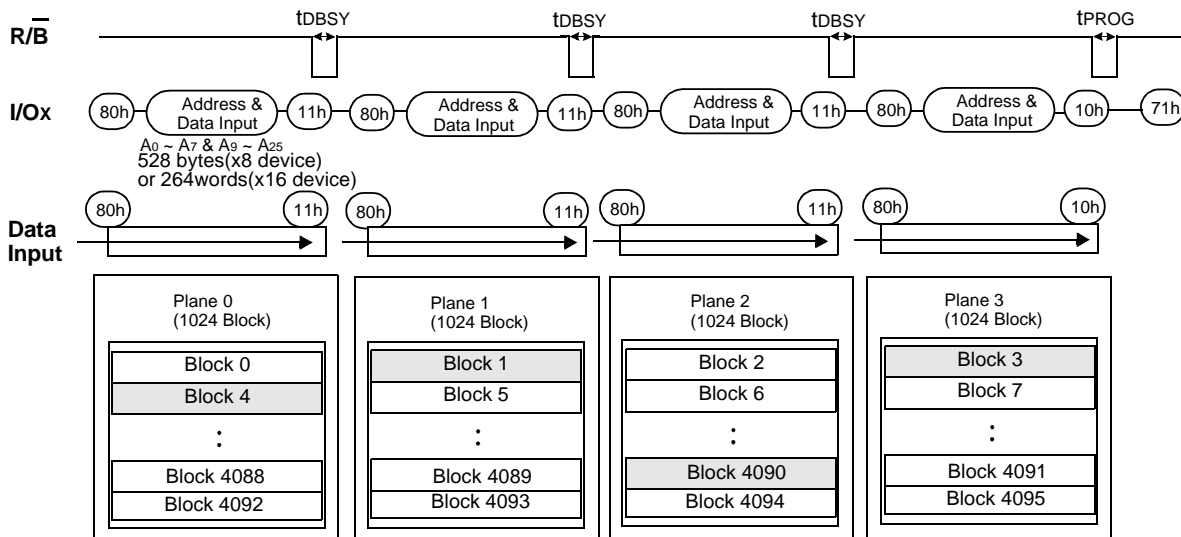 tDBSY tDBSY tDBSY tPROG
R/B
I/Ox 80h Address & Data Input 11h 80h Address & Data Input 11h 80h Address & Data Input 11h 80h Address & Data Input 10h 71h
A0 ~ A7 & A9 ~ A25
528 bytes(x8 device)
or 264words(x16 device)
80h 11h 80h 11h 80h 11h 80h 10h
Data
Input
Plane 0
(1024 Block)
Block 0
Block 4
:
Block 4088
Block 4092
Plane 1
(1024 Block)
Block 1
Block 5
:
Block 4089
Block 4093
Plane 2
(1024 Block)
Block 2
Block 6
:
Block 4090
Block 4094
Plane 3
(1024 Block)
Block 3
Block 7
:
Block 4091
Block 4095